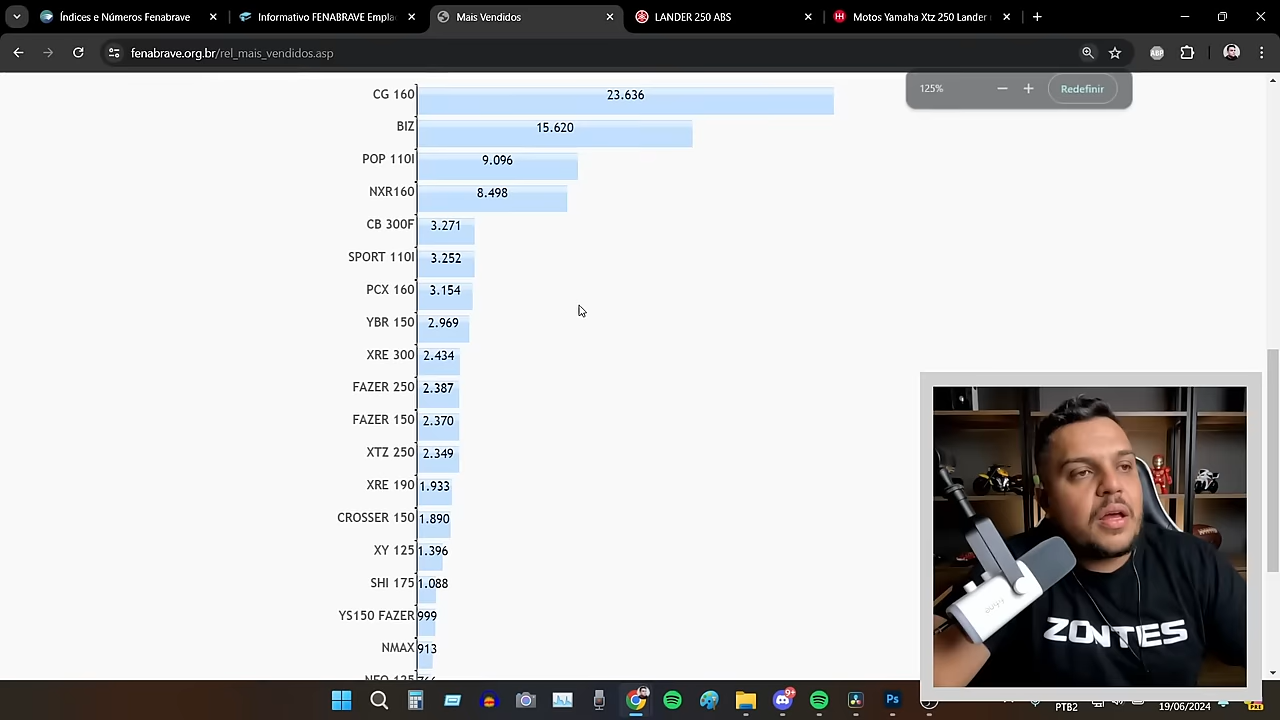 Índices e Números Fenabrave
Informativo FENABRAVE Empla
Mais Vendidos
LANDER 250 ABS
Motos Yamaha Xtz 250 Lander
fenabrave.org.br/rel_mais_vendidos.asp
ABP
125%
Redefinir
CG 160 23.636
BIZ 15.620
POP 110I 9.096
NXR160 8.498
CB 300F 3.271
SPORT 110I 3.252
PCX 160 3.154
YBR 150 2.969
XRE 300 2.434
FAZER 250 2.387
FAZER 150 2.370
XTZ 250 2.349
XRE 190 1.933
CROSSER 150 1.890
XY 125 1.396
SHI 175 1.088
YS150 FAZER 999
NMAX 913
NEO 125
ZONTES
Ps
PTB2
19/06/2024